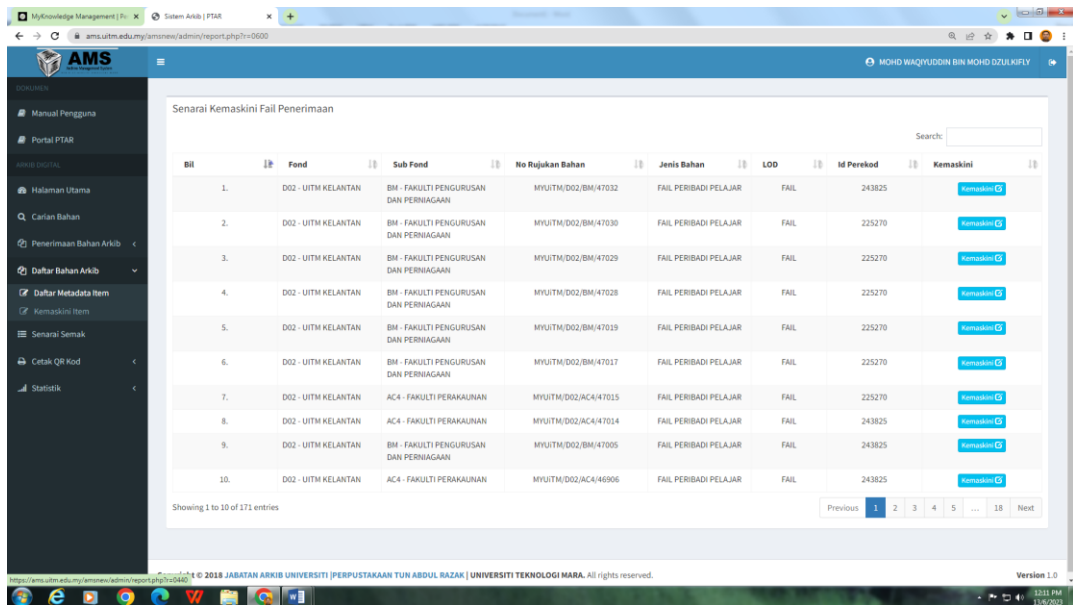 MyKnowledge Management | Po
Sistem Arkib | PTAR
ams.uitm.edu.my/amsnew/admin/report.php?r=0600
AMS
MOHD WAQIYUDDIN BIN MOHD DZULKIFLY
DOKUMEN
Manual Pengguna
Portal PTAR
ARKIB DIGITAL
Halaman Utama
Carian Bahan
Penerimaan Bahan Arkib
Daftar Bahan Arkib
Daftar Metadata Item
Kemaskini Item
Senarai Semak
Cetak QR Kod
Statistik
Senarai Kemaskini Fail Penerimaan
Search:
Bil Fond Sub Fond No Rujukan Bahan Jenis Bahan LOD Id Perekod Kemaskini
1. D02 - UITM KELANTAN BM - FAKULTI PENGURUSAN MYUiTM/D02/BM/47032 FAIL PERIBADI PELAJAR FAIL 243825 Kemaskini
DAN PERNIAGAAN
2. D02 - UITM KELANTAN BM - FAKULTI PENGURUSAN MYUiTM/D02/BM/47030 FAIL PERIBADI PELAJAR FAIL 225270 Kemaskini
DAN PERNIAGAAN
3. D02 - UITM KELANTAN BM - FAKULTI PENGURUSAN MYUiTM/D02/BM/47029 FAIL PERIBADI PELAJAR FAIL 225270 Kemaskini
DAN PERNIAGAAN
4. D02 - UITM KELANTAN BM - FAKULTI PENGURUSAN MYUiTM/D02/BM/47028 FAIL PERIBADI PELAJAR FAIL 225270 Kemaskini
DAN PERNIAGAAN
5. D02 - UITM KELANTAN BM - FAKULTI PENGURUSAN MYUiTM/D02/BM/47019 FAIL PERIBADI PELAJAR FAIL 225270 Kemaskini
DAN PERNIAGAAN
6. D02 - UITM KELANTAN BM - FAKULTI PENGURUSAN MYUiTM/D02/BM/47017 FAIL PERIBADI PELAJAR FAIL 225270 Kemaskini
DAN PERNIAGAAN
7. D02 - UITM KELANTAN AC4 - FAKULTI PERAKAUNAN MYUiTM/D02/AC4/47015 FAIL PERIBADI PELAJAR FAIL 225270 Kemaskini
8. D02 - UITM KELANTAN AC4 - FAKULTI PERAKAUNAN MYUiTM/D02/AC4/47014 FAIL PERIBADI PELAJAR FAIL 243825 Kemaskini
9. D02 - UITM KELANTAN BM - FAKULTI PENGURUSAN MYUiTM/D02/BM/47005 FAIL PERIBADI PELAJAR FAIL 243825 Kemaskini
DAN PERNIAGAAN
10. D02 - UITM KELANTAN AC4 - FAKULTI PERAKAUNAN MYUiTM/D02/AC4/46906 FAIL PERIBADI PELAJAR FAIL 243825 Kemaskini
Showing 1 to 10 of 171 entries
Previous 1 2 3 4 5 ... 18 Next
© 2018 JABATAN ARKIB UNIVERSITI |PERPUSTAKAAN TUN ABDUL RAZAK | UNIVERSITI TEKNOLOGI MARA. All rights reserved.
Version 1.0
https://ams.uitm.edu.my/amsnew/admin/report.php?r=0440
12:11 PM
13/6/2023